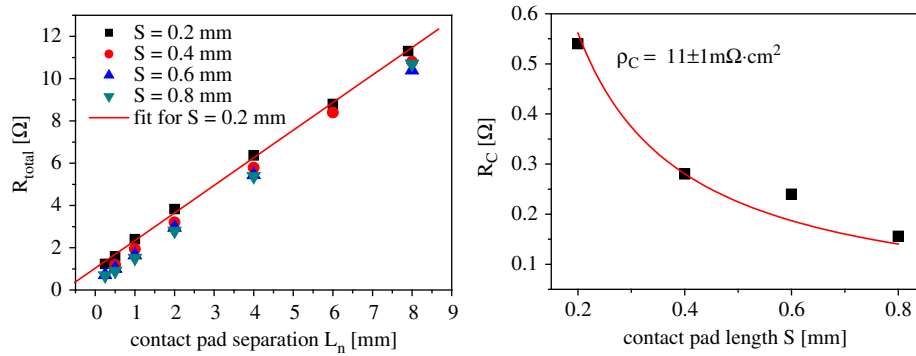 12
10
8
6
4
2
0
R_total [Ω]
S = 0.2 mm
S = 0.4 mm
S = 0.6 mm
S = 0.8 mm
fit for S = 0.2 mm
0 1 2 3 4 5 6 7 8 9
contact pad separation L_n [mm]
0.6
0.5
0.4
0.3
0.2
0.1
R_C [Ω]
ρ_C = 11±1mΩ·cm²
0.2 0.4 0.6 0.8
contact pad length S [mm]